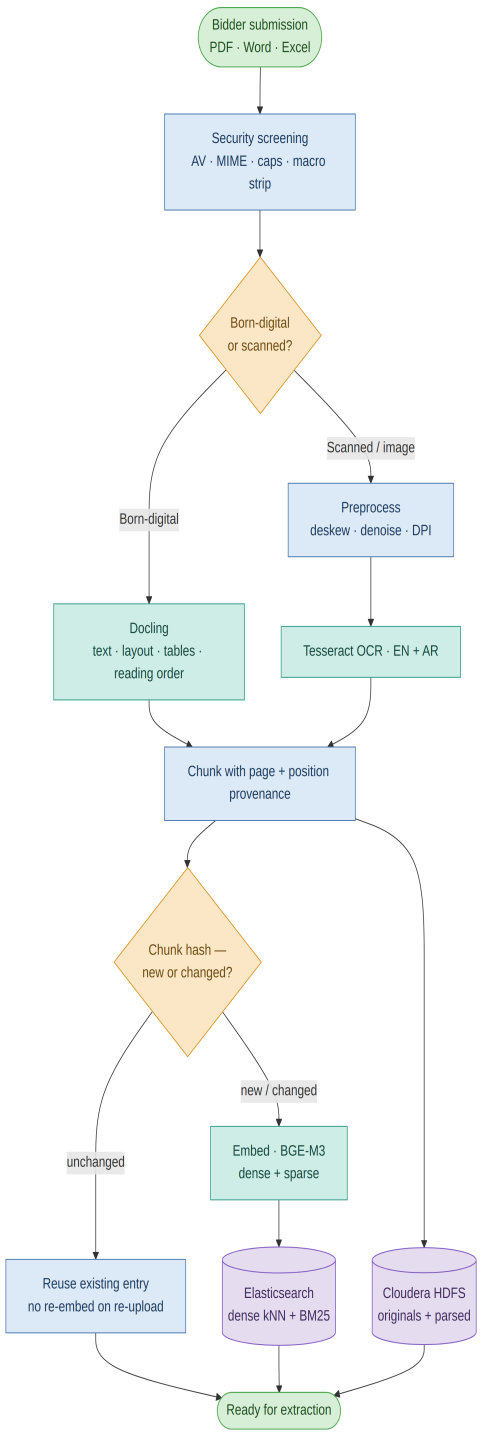 Bidder submission
PDF · Word · Excel
Security screening
AV · MIME · caps · macro
strip
Born-digital
or scanned?
Scanned / image
Preprocess
deskew · denoise · DPI
Born-digital
Docling
text · layout · tables ·
reading order
Tesseract OCR · EN + AR
Chunk with page + position
provenance
Chunk hash —
new or changed?
new / changed
Embed · BGE-M3
dense + sparse
unchanged
Reuse existing entry
no re-embed on re-upload
Elasticsearch
dense kNN + BM25
Cloudera HDFS
originals + parsed
Ready for extraction